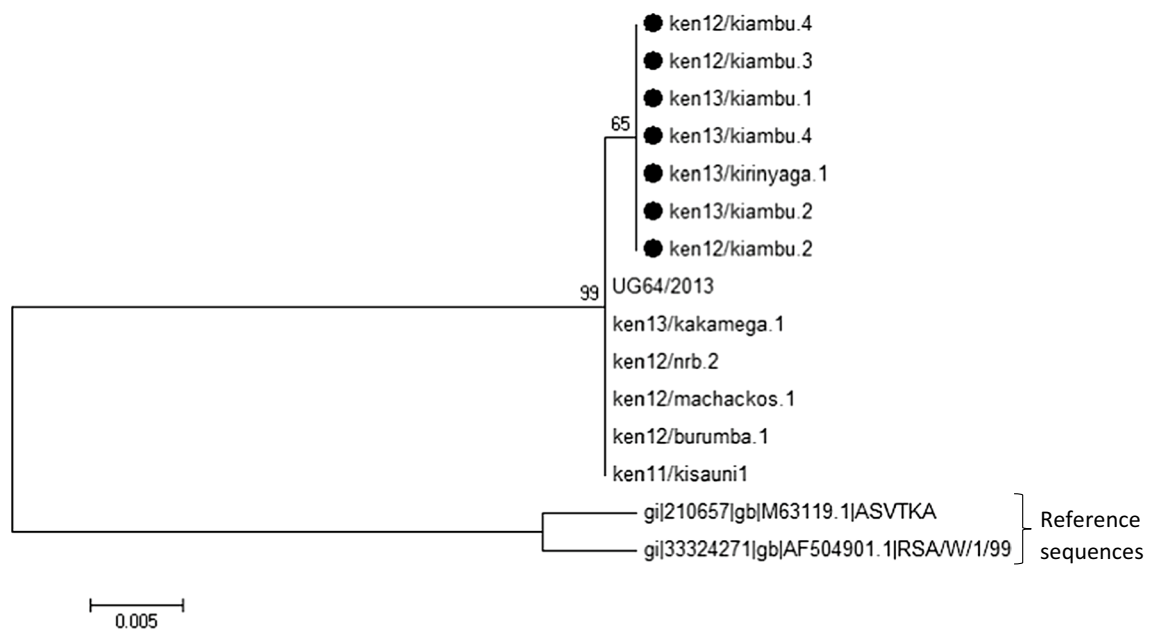 ken12/kiambu.4
ken12/kiambu.3
ken13/kiambu.1
65
ken13/kiambu.4
ken13/kirinyaga.1
ken13/kiambu.2
ken12/kiambu.2
99
UG64/2013
ken13/kakamega.1
ken12/nrb.2
ken12/machackos.1
ken12/burumba.1
ken11/kisauni1
gi|210657|gb|M63119.1|ASVTKA
gi|33324271|gb|AF504901.1|RSA/W/1/99
Reference
sequences
0.005